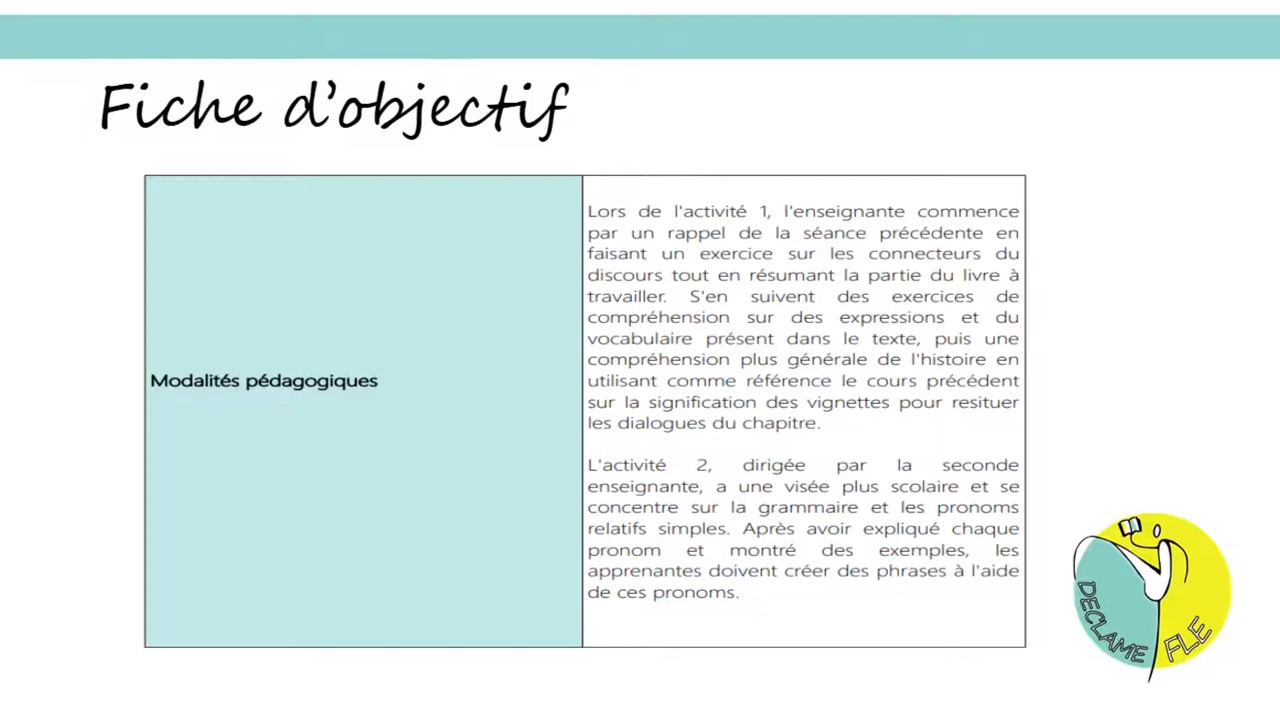 Fiche d'objectif
Modalités pédagogiques
Lors de l'activité 1, l'enseignante commence
par un rappel de la séance précédente en
faisant un exercice sur les connecteurs du
discours tout en résumant la partie du livre à
travailler. S'en suivent des exercices de
compréhension sur des expressions et du
vocabulaire présent dans le texte, puis une
compréhension plus générale de l'histoire en
utilisant comme référence le cours précédent
sur la signification des vignettes pour resituer
les dialogues du chapitre.
L'activité 2, dirigée par la seconde
enseignante, a une visée plus scolaire et se
concentre sur la grammaire et les pronoms
relatifs simples. Après avoir expliqué chaque
pronom et montré des exemples, les
apprenantes doivent créer des phrases à l'aide
de ces pronoms.
DECLAME FLE